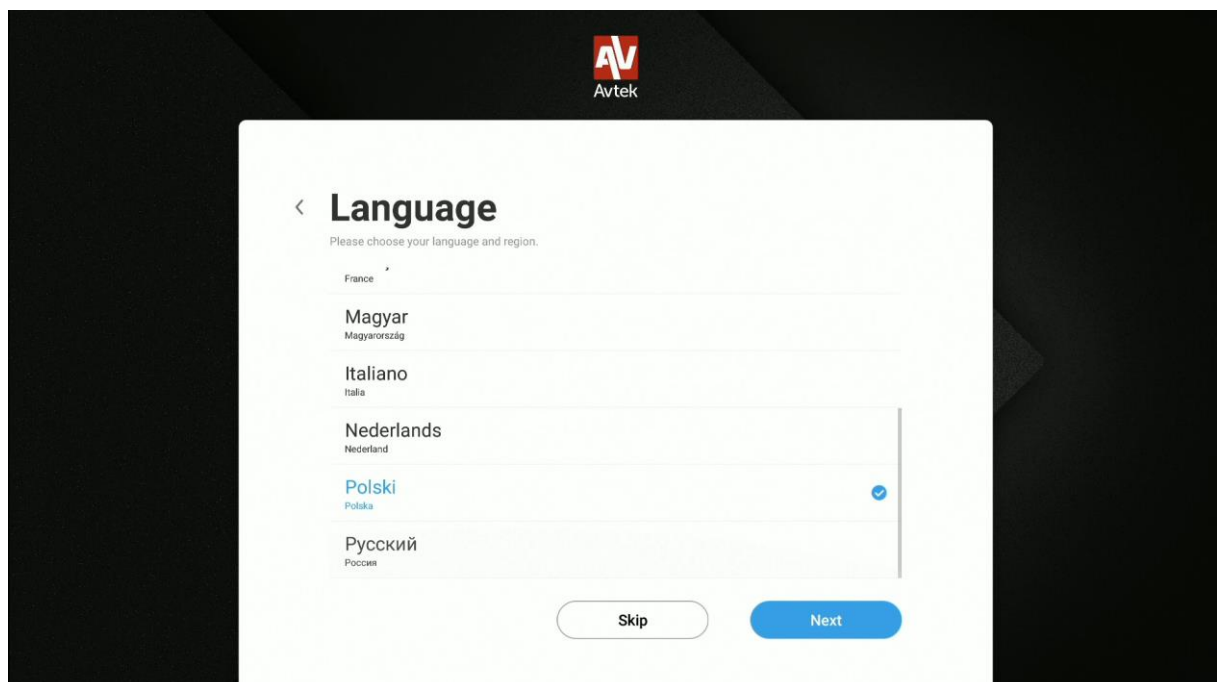 AV
Avtek
Language
Please choose your language and region.
France
Magyar
Magyarország
Italiano
Italia
Nederlands
Nederland
Polski
Polska
Русский
Россия
Skip
Next